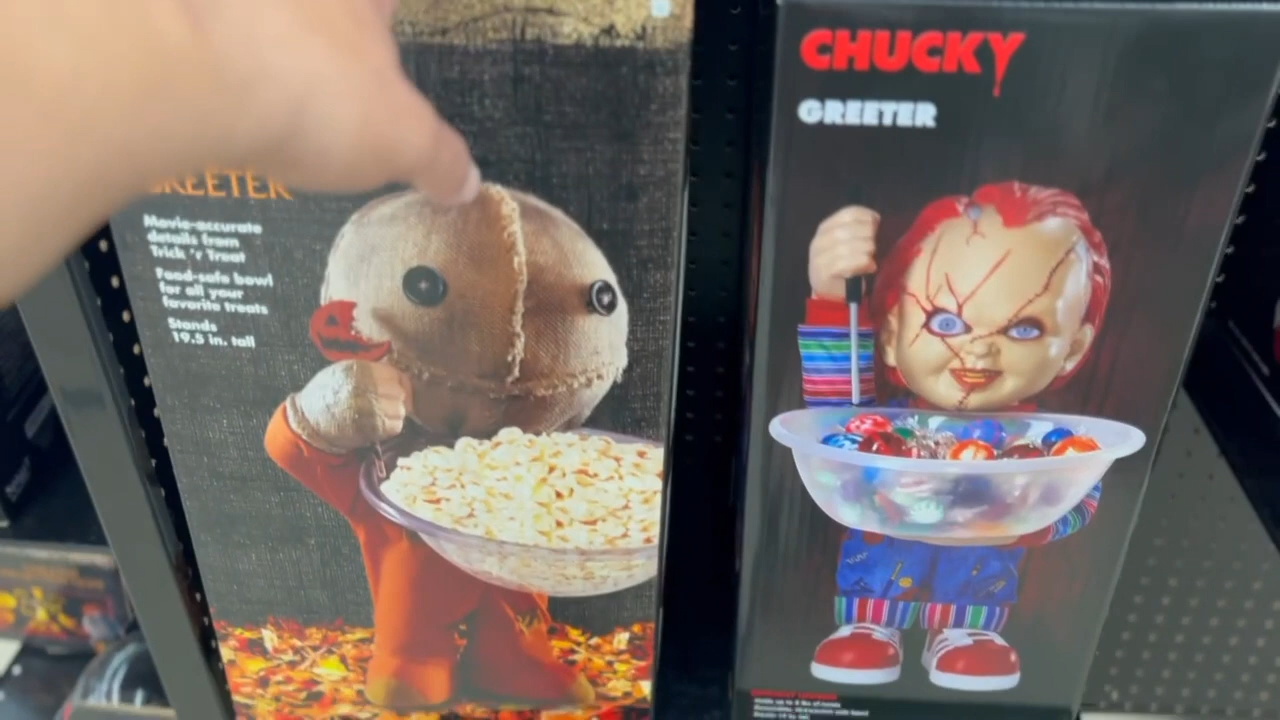 GREETER
Movie-accurate
details from
Trick 'r Treat
Food-safe bowl
for all your
favorite treats
Stands
19.5 in. tall
CHUCKY
GREETER